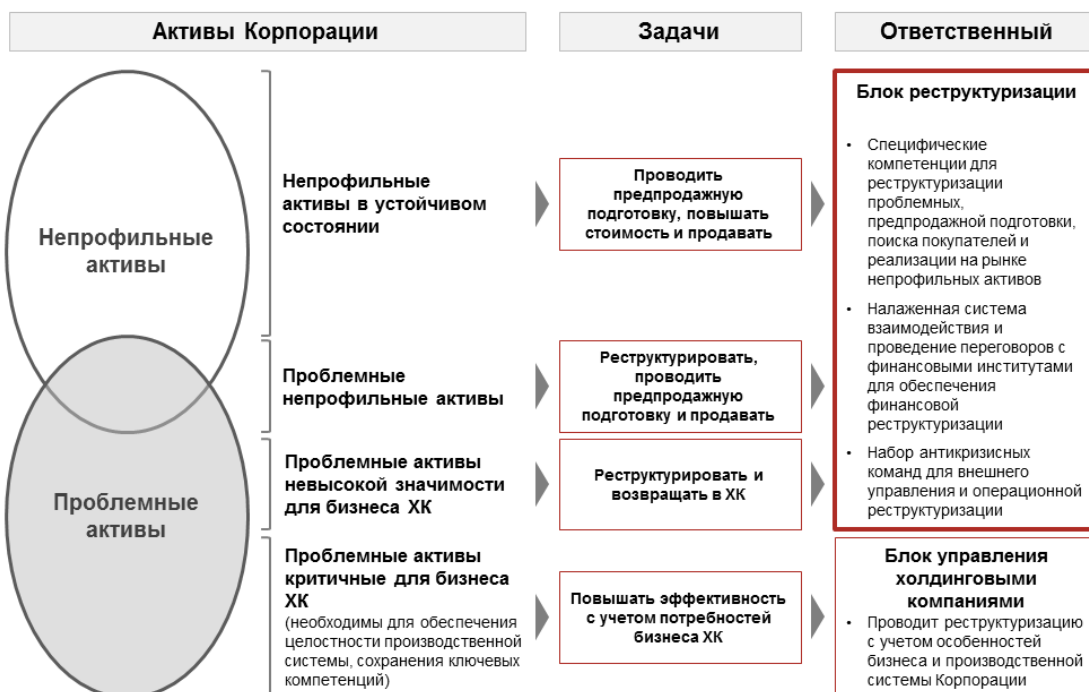 Активы Корпорации
Задачи
Ответственный
Непрофильные
активы
Проблемные
активы
Непрофильные
активы в устойчивом
состоянии
Проводить
предпродажную
подготовку, повышать
стоимость и продавать
Проблемные
непрофильные активы
Реструктурировать,
проводить
предпродажную
подготовку и продавать
Проблемные активы
невысокой значимости
для бизнеса ХК
Реструктурировать и
возвращать в ХК
Проблемные активы
критичные для бизнеса
ХК
(необходимы для обеспечения
целостности производственной
системы, сохранения ключевых
компетенций)
Повышать эффективность
с учетом потребностей
бизнеса ХК
Блок реструктуризации
• Специфические
компетенции для
реструктуризации
проблемных,
предпродажной подготовки,
поиска покупателей и
реализации на рынке
непрофильных активов
• Налаженная система
взаимодействия и
проведение переговоров с
финансовыми институтами
для обеспечения
финансовой
реструктуризации
• Набор антикризисных
команд для внешнего
управления и операционной
реструктуризации
Блок управления
холдинговыми
компаниями
• Проводит реструктуризацию
с учетом особенностей
бизнеса и производственной
системы Корпорации